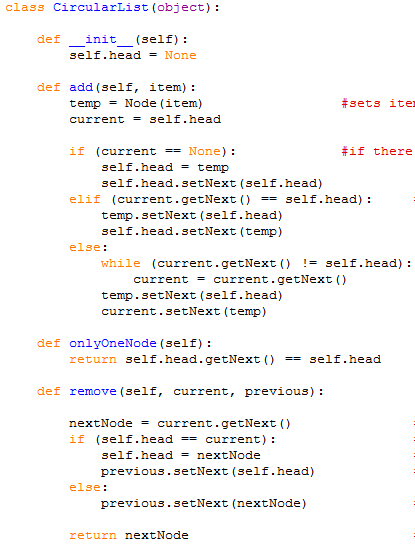 class CircularList(object):
    def __init__(self):
        self.head = None
    def add(self, item):
        temp = Node(item)                 #sets
        current = self.head
        if (current == None):             #if there
            self.head = temp
            self.head.setNext(self.head)
        elif (current.getNext() == self.head):
            temp.setNext(self.head)
            self.head.setNext(temp)
        else:
            while (current.getNext() != self.head):
                current = current.getNext()
            temp.setNext(self.head)
            current.setNext(temp)
    def onlyOneNode(self):
        return self.head.getNext() == self.head
    def remove(self, current, previous):
        nextNode = current.getNext()
        if (self.head == current):
            self.head = nextNode
            previous.setNext(self.head)
        else:
            previous.setNext(nextNode)
        return nextNode